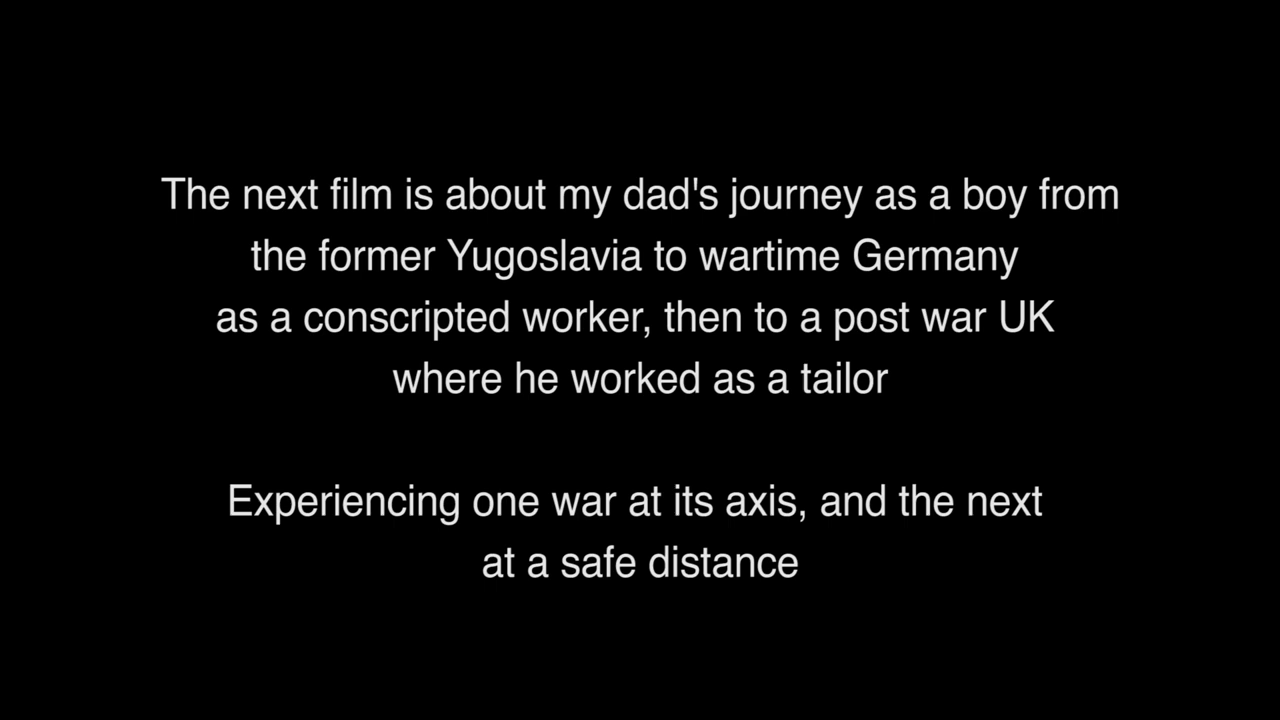 The next film is about my dad's journey as a boy from
the former Yugoslavia to wartime Germany
as a conscripted worker, then to a post war UK
where he worked as a tailor
Experiencing one war at its axis, and the next
at a safe distance